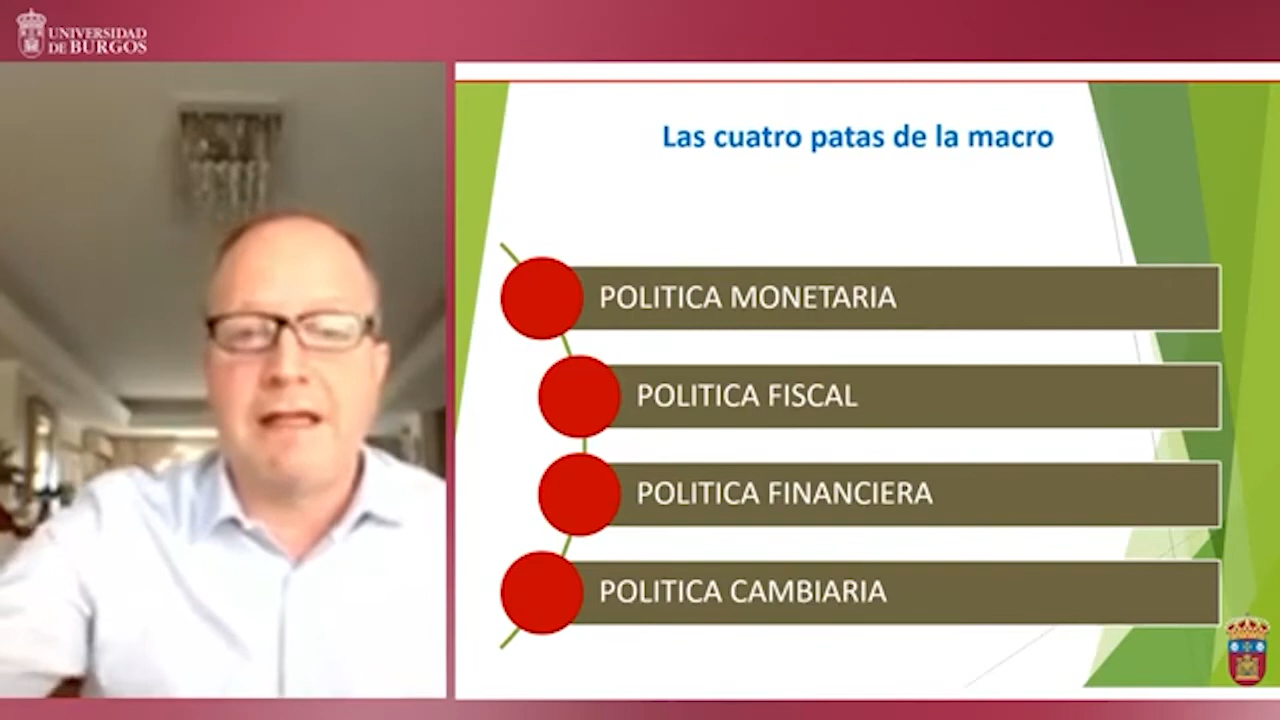 UNIVERSIDAD
DE BURGOS
Las cuatro patas de la macro
POLITICA MONETARIA
POLITICA FISCAL
POLITICA FINANCIERA
POLITICA CAMBIARIA